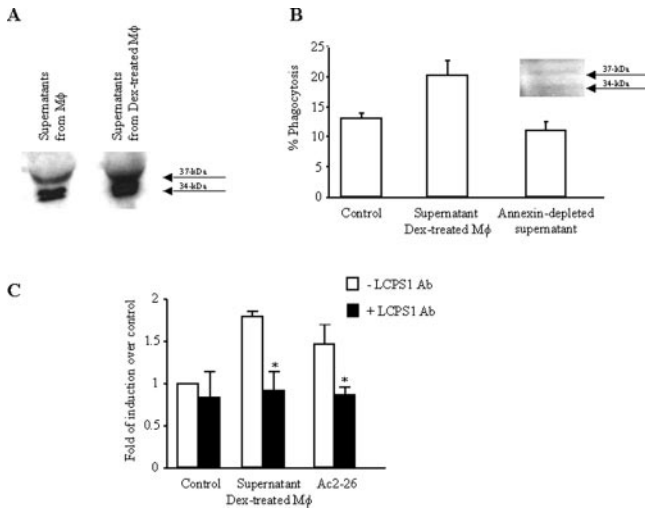 A
Supernatants
from Mϕ
Supernatants
from Dex-treated Mϕ
37-kDa
34-kDa
B
% Phagocytosis
25
20
15
10
5
0
37-kDa
34-kDa
Control
Supernatant
Dex-treated Mϕ
Annexin-depleted
supernatant
C
- LCPS1 Ab
+ LCPS1 Ab
Fold of induction over control
2
1.5
1
0.5
0
*
*
Control
Supernatant
Dex-treated Mϕ
Ac2-26